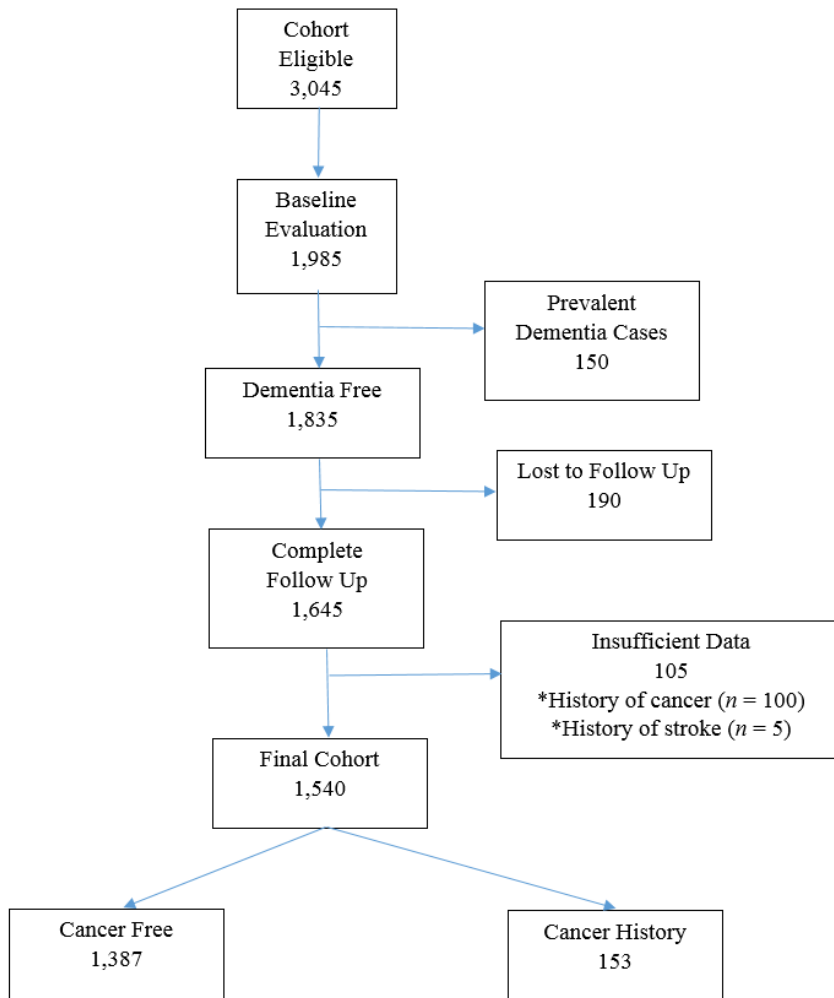 Cohort
Eligible
3,045
Baseline
Evaluation
1,985
Prevalent
Dementia Cases
150
Dementia Free
1,835
Lost to Follow Up
190
Complete
Follow Up
1,645
Insufficient Data
105
*History of cancer (n = 100)
*History of stroke (n = 5)
Final Cohort
1,540
Cancer Free
1,387
Cancer History
153